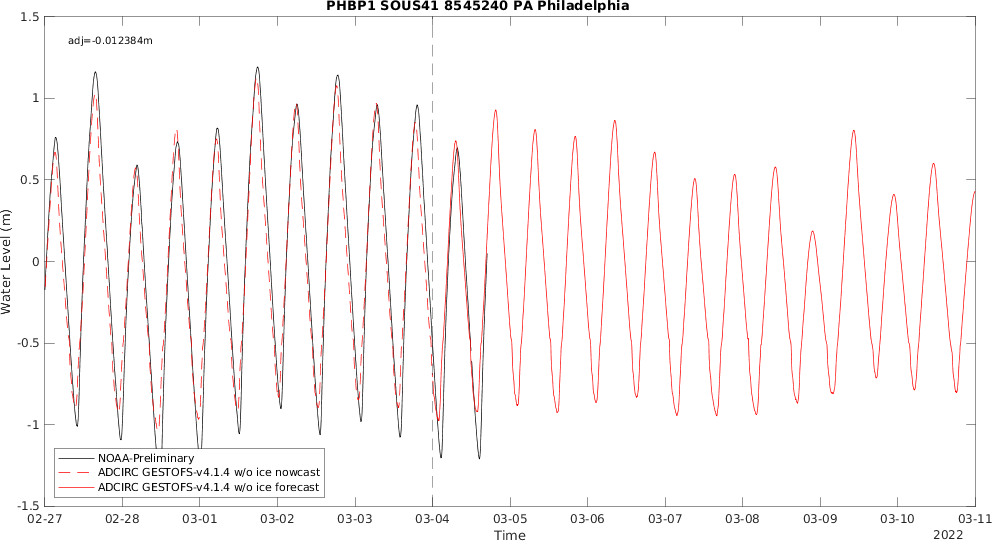 PHBP1 SOUS41 8545240 PA Philadelphia
adj=-0.012384m
1.5
1
0.5
0
-0.5
-1
-1.5
Water Level (m)
NOAA-Preliminary
ADCIRC GESTOFS-v4.1.4 w/o ice nowcast
ADCIRC GESTOFS-v4.1.4 w/o ice forecast
02-27 02-28 03-01 03-02 03-03 03-04 03-05 03-06 03-07 03-08 03-09 03-10 03-11
Time
2022